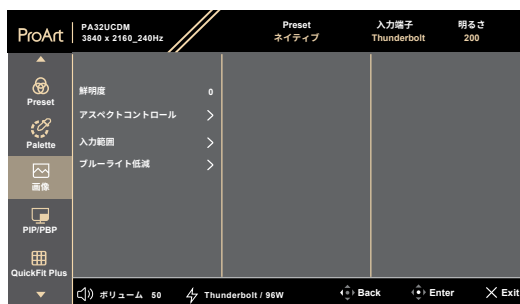 ProArt
PA32UCDM
3840 x 2160_240Hz
Preset
ネイティブ
入力端子
Thunderbolt
明るさ
200
Preset
Palette
画像
PIP/PBP
QuickFit Plus
鮮明度 0
アスペクトコントロール
入力範囲
ブルーライト低減
ボリューム 50
Thunderbolt / 96W
Back
Enter
Exit